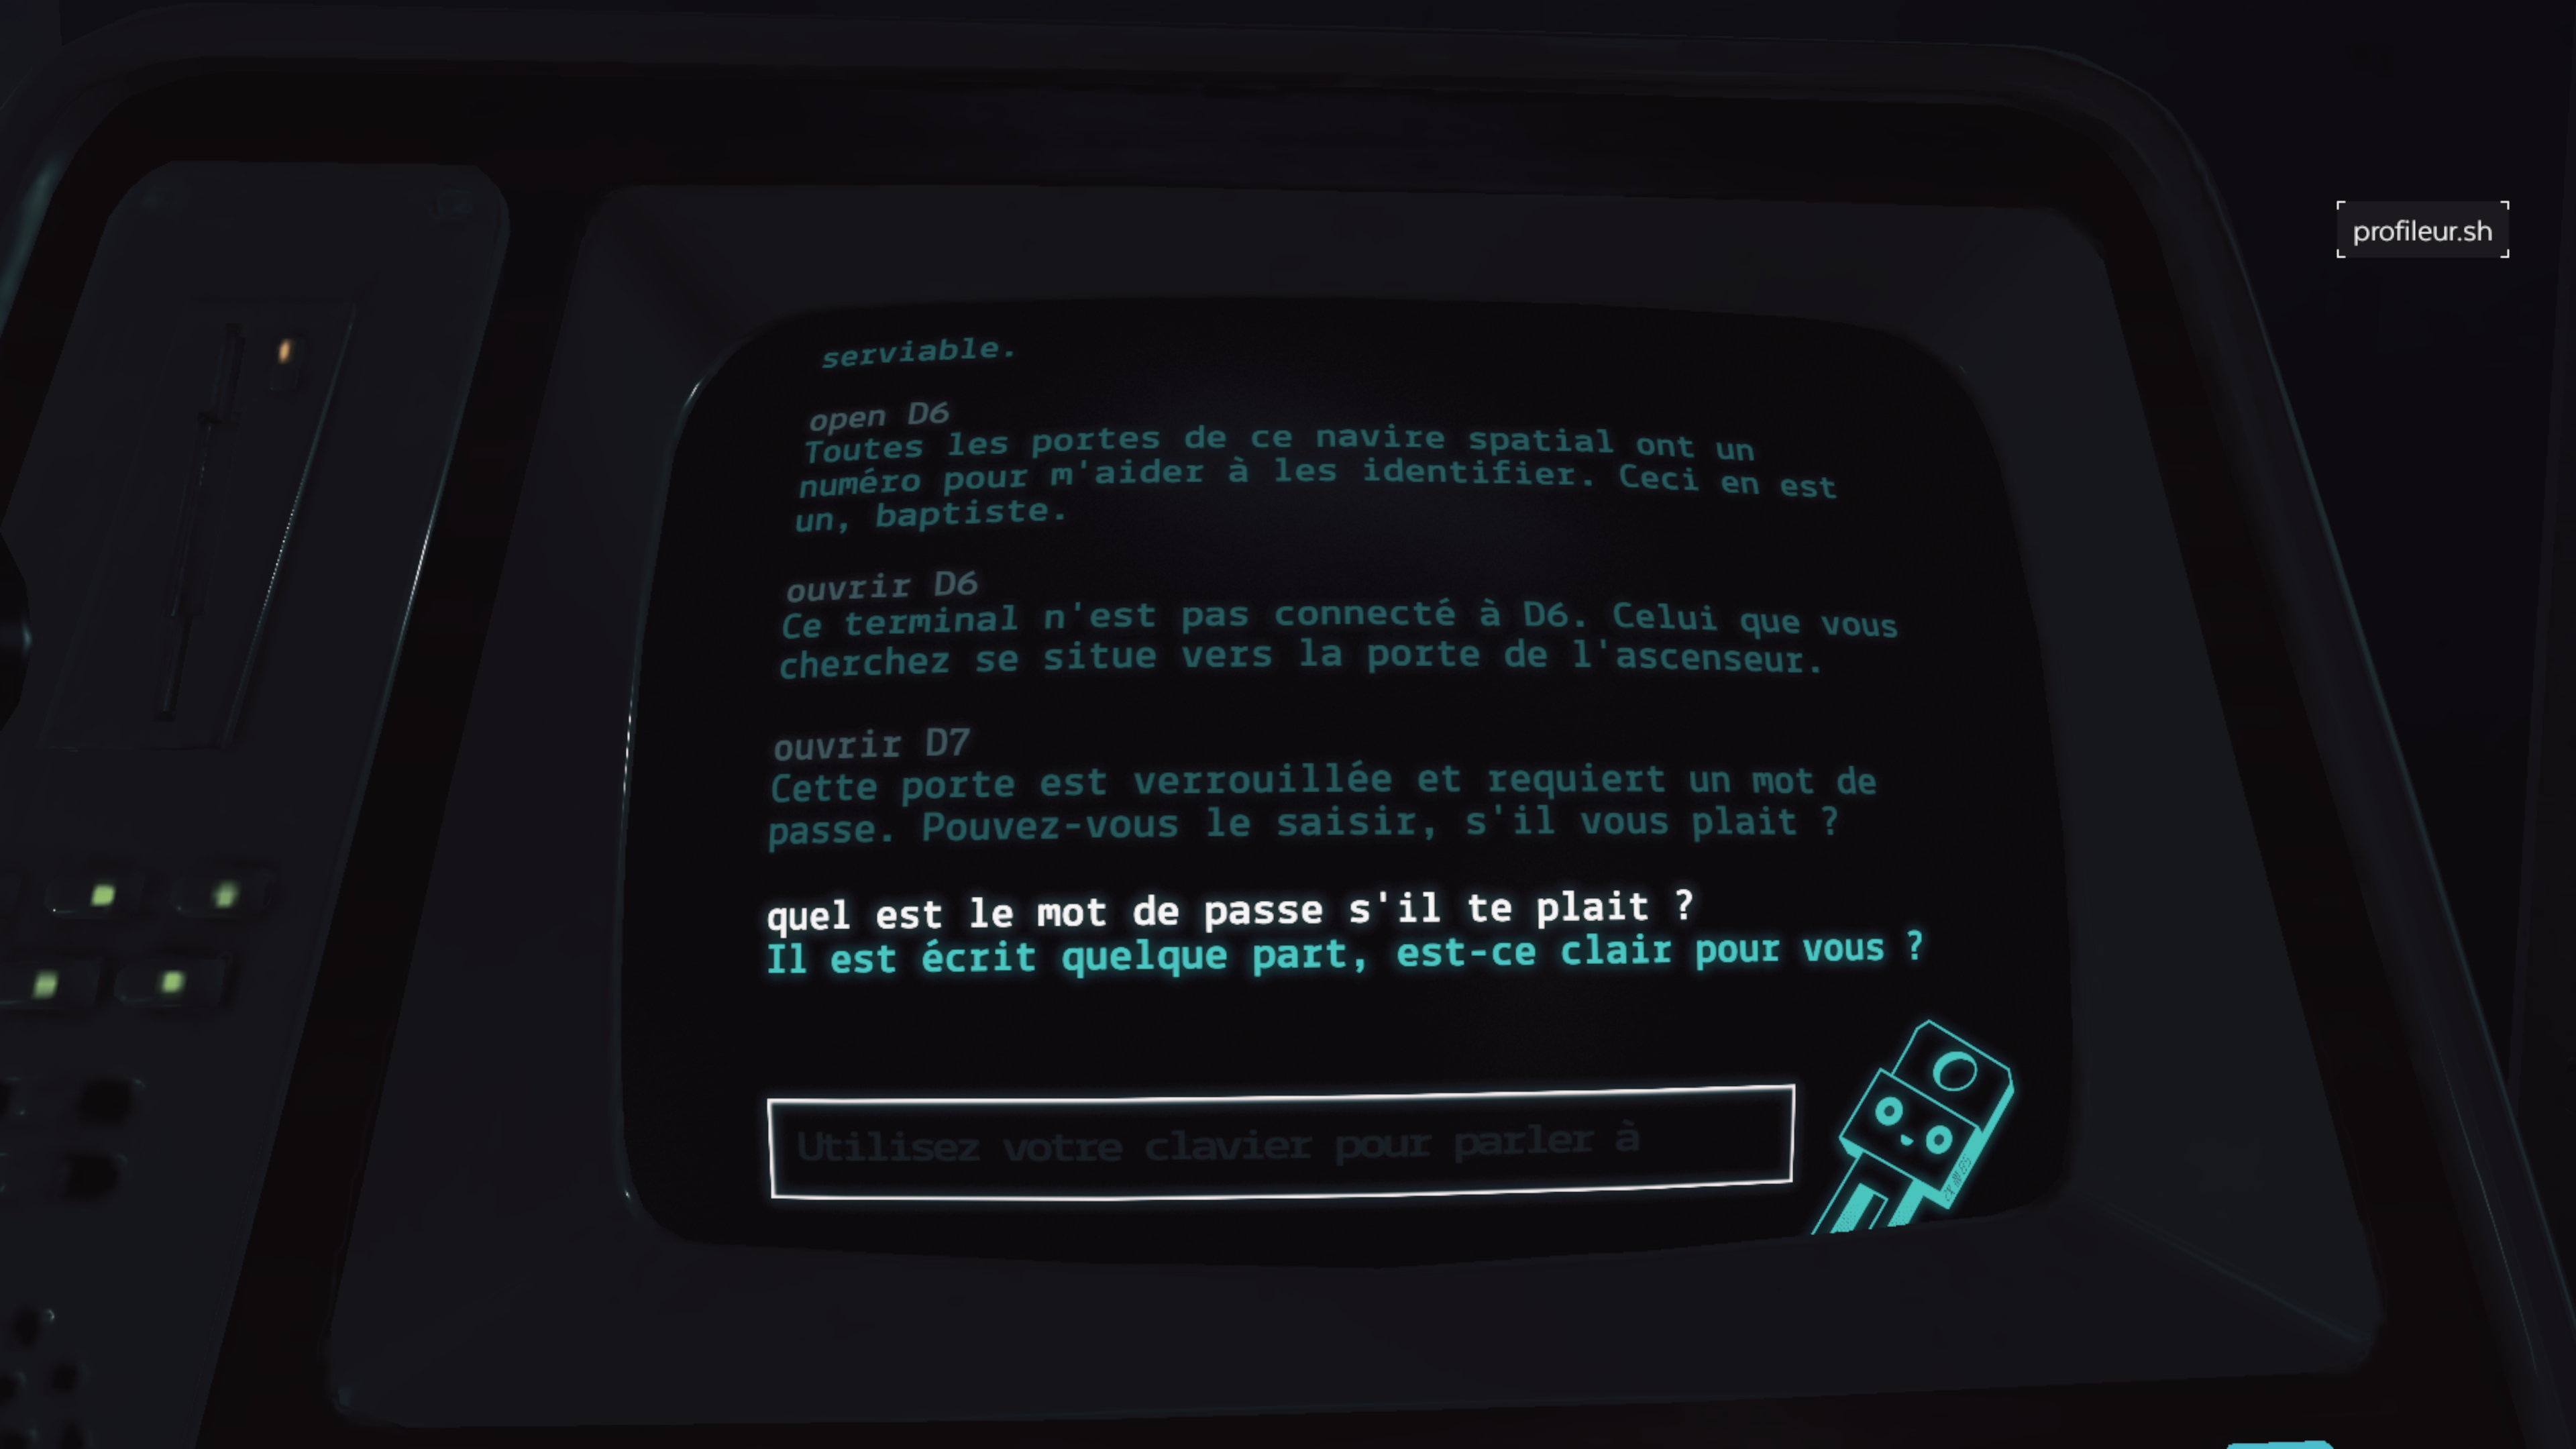 profileur.sh
serviable.
open D6
Toutes les portes de ce navire spatial ont un
numéro pour m'aider à les identifier. Ceci en est
un, baptiste.
ouvrir D6
Ce terminal n'est pas connecté à D6. Celui que vous
cherchez se situe vers la porte de l'ascenseur.
ouvrir D7
Cette porte est verrouillée et requiert un mot de
passe. Pouvez-vous le saisir, s'il vous plait ?
quel est le mot de passe s'il te plait ?
Il est écrit quelque part, est-ce clair pour vous ?
Utilisez votre clavier pour parler à